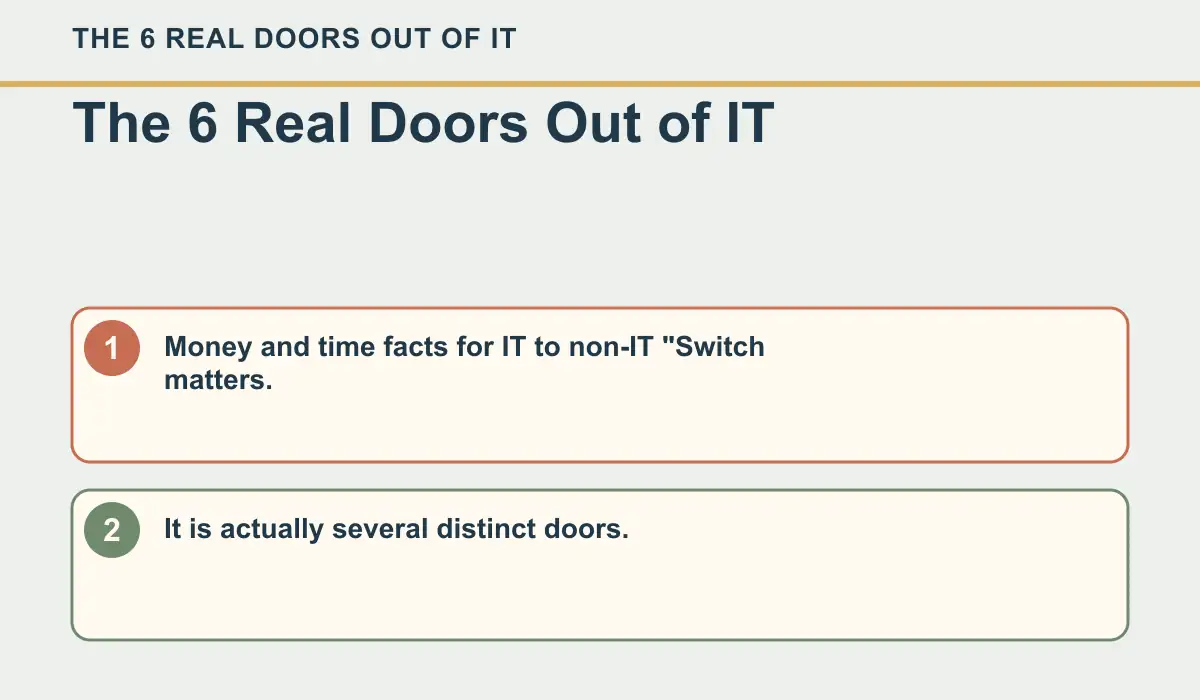 THE 6 REAL DOORS OUT OF IT
The 6 Real Doors Out of IT
1
Money and time facts for IT to non-IT "Switch
matters.
2
It is actually several distinct doors.